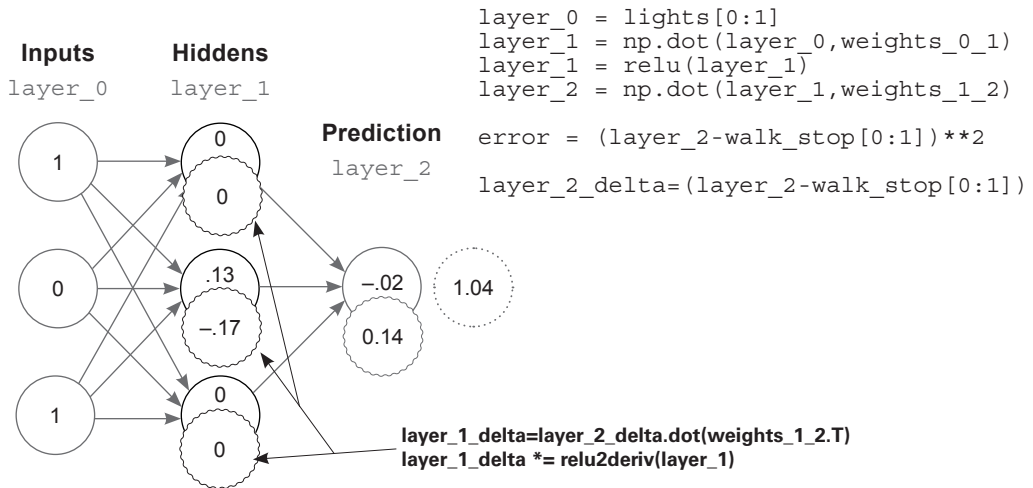 layer_0 = lights[0:1]
layer_1 = np.dot(layer_0,weights_0_1)
layer_1 = relu(layer_1)
layer_2 = np.dot(layer_1,weights_1_2)
error = (layer_2-walk_stop[0:1])**2
layer_2_delta=(layer_2-walk_stop[0:1])
Inputs
layer_0
Hiddens
layer_1
Prediction
layer_2
1
0
1
0
0
.13
–.17
0
0
–.02
0.14
1.04
layer_1_delta=layer_2_delta.dot(weights_1_2.T)
layer_1_delta *= relu2deriv(layer_1)